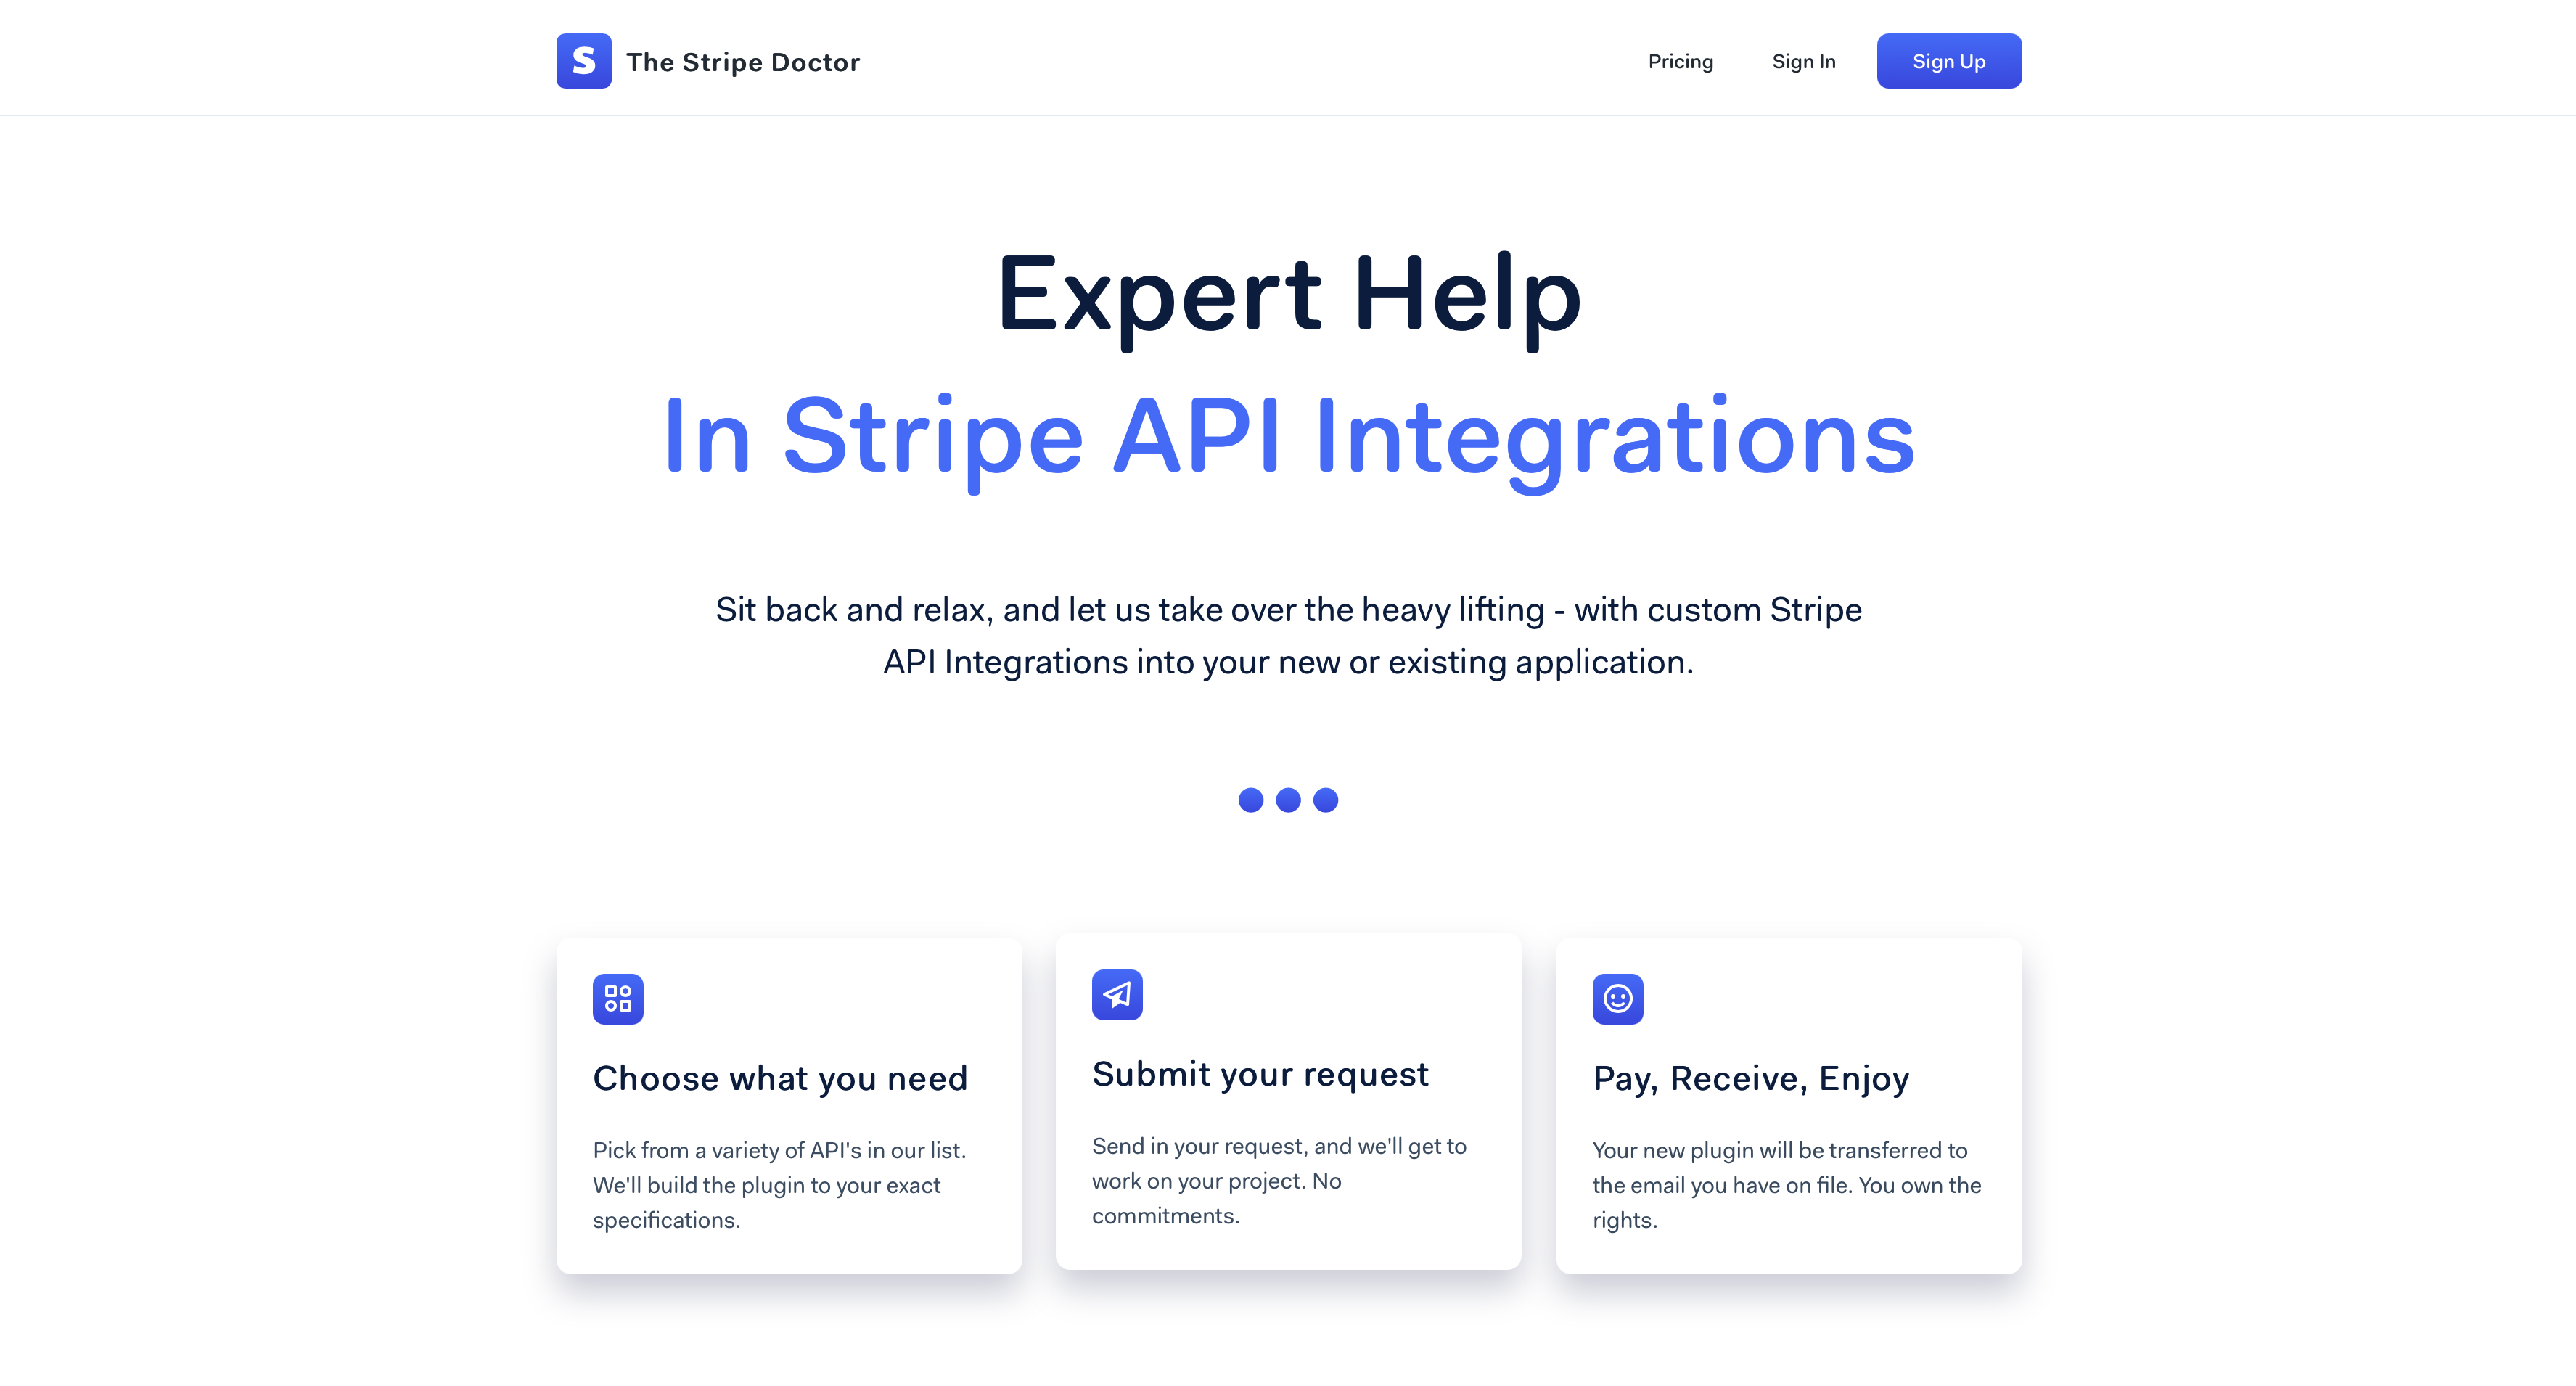 S The Stripe Doctor
Pricing Sign In Sign Up
Expert Help
In Stripe API Integrations
Sit back and relax, and let us take over the heavy lifting - with custom Stripe
API Integrations into your new or existing application.
Choose what you need
Pick from a variety of API's in our list.
We'll build the plugin to your exact
specifications.
Submit your request
Send in your request, and we'll get to
work on your project. No
commitments.
Pay, Receive, Enjoy
Your new plugin will be transferred to
the email you have on file. You own the
rights.